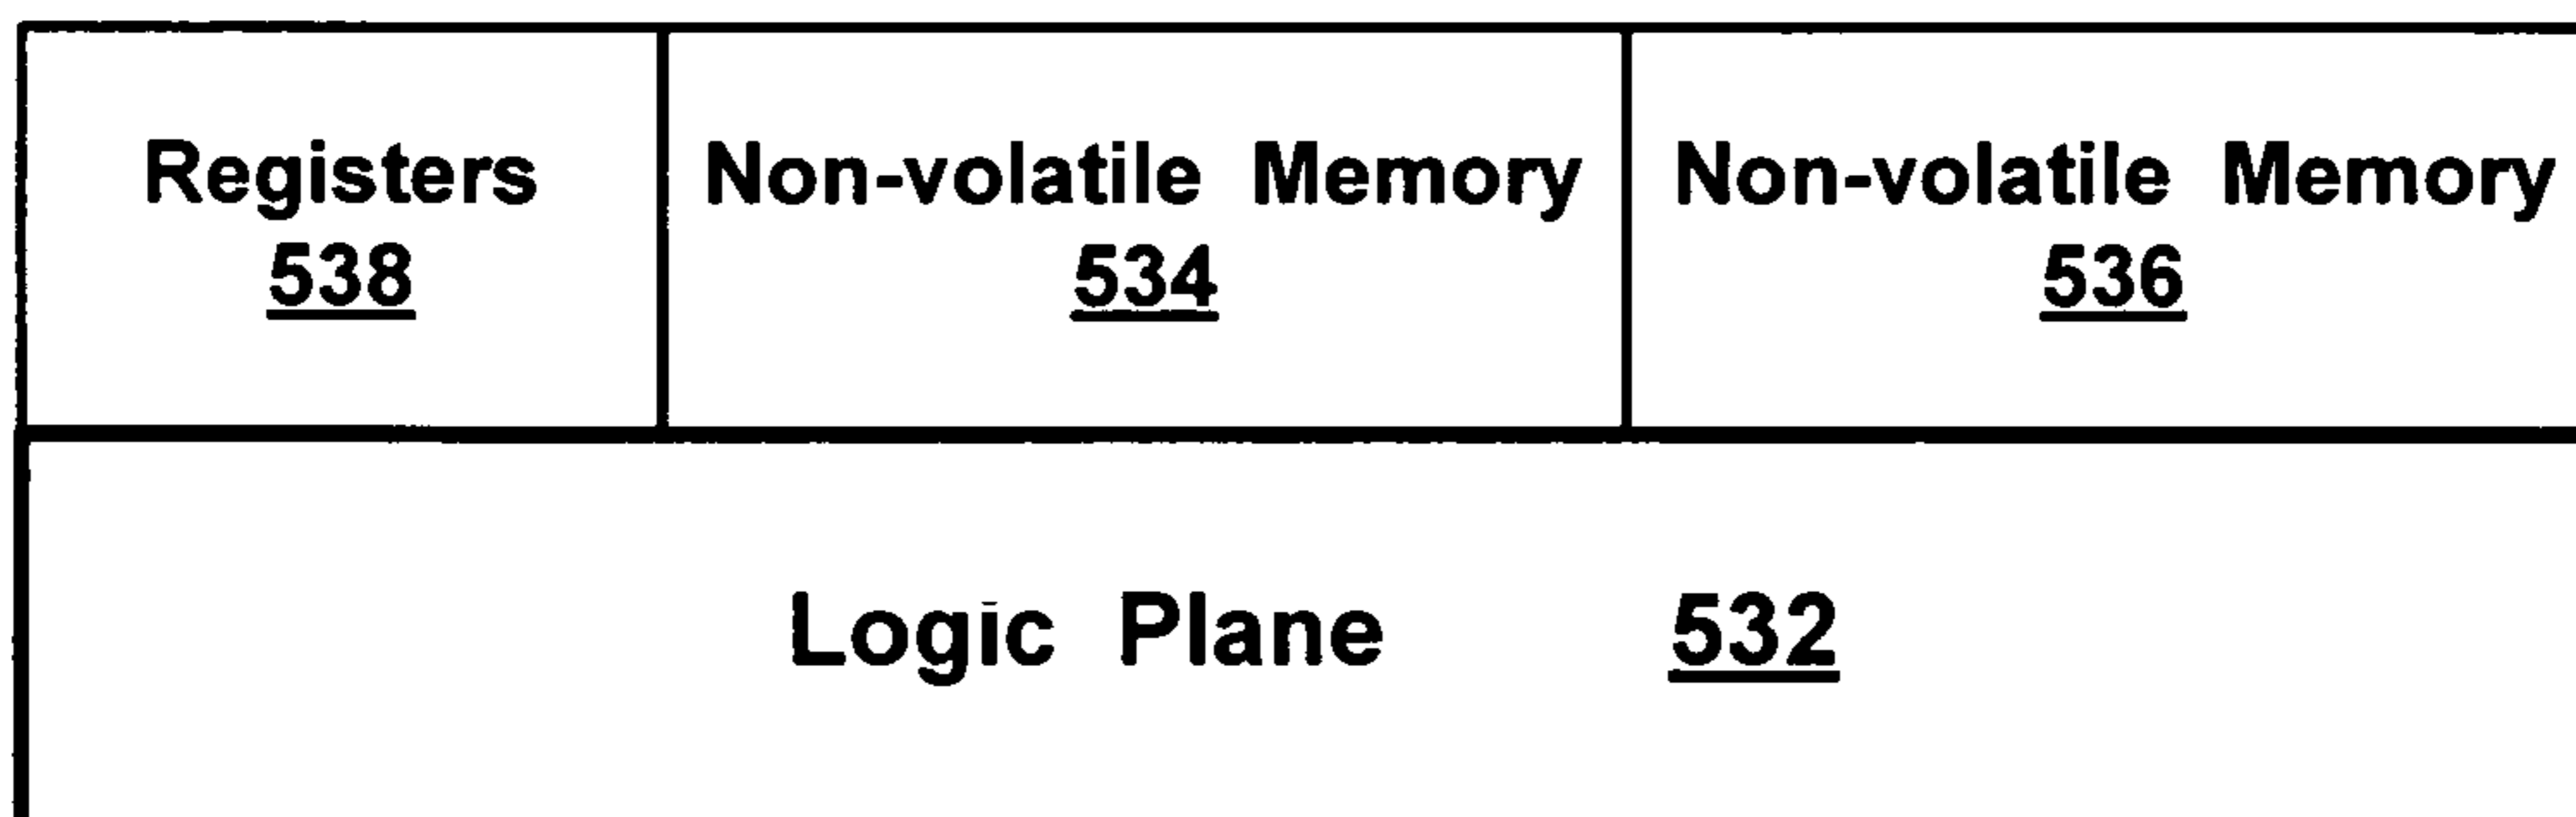 Registers
538
Non-volatile Memory
534
Non-volatile Memory
536
Logic Plane 532